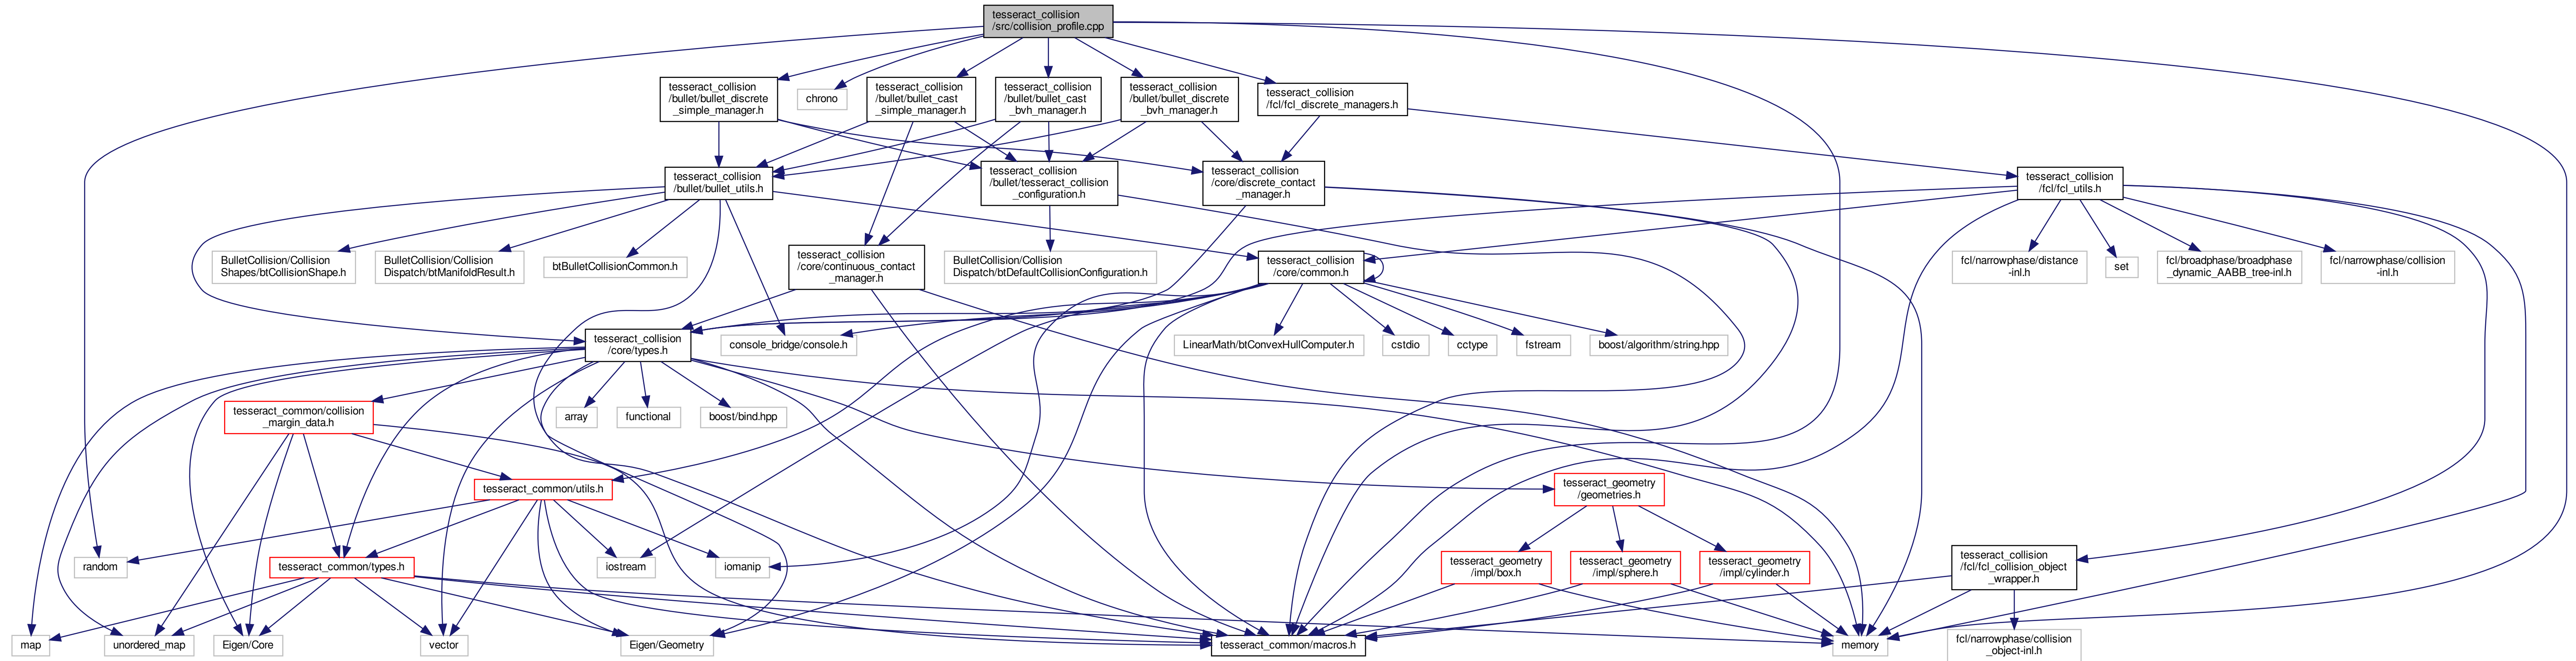 tesseract_collision
/src/collision_profile.cpp
tesseract_collision
/bullet/bullet_discrete
_simple_manager.h
chrono
tesseract_collision
/bullet/bullet_cast
_simple_manager.h
tesseract_collision
/bullet/bullet_cast
_bvh_manager.h
tesseract_collision
/bullet/bullet_discrete
_bvh_manager.h
tesseract_collision
/fcl/fcl_discrete_managers.h
tesseract_collision
/bullet/bullet_utils.h
tesseract_collision
/bullet/tesseract_collision
_configuration.h
tesseract_collision
/core/discrete_contact
_manager.h
tesseract_collision
/fcl/fcl_utils.h
BulletCollision/Collision
Shapes/btCollisionShape.h
BulletCollision/Collision
Dispatch/btManifoldResult.h
btBulletCollisionCommon.h
tesseract_collision
/core/continuous_contact
_manager.h
BulletCollision/Collision
Dispatch/btDefaultCollisionConfiguration.h
tesseract_collision
/core/common.h
fcl/narrowphase/distance
-inl.h
set
fcl/broadphase/broadphase
_dynamic_AABB_tree-inl.h
fcl/narrowphase/collision
-inl.h
tesseract_collision
/core/types.h
console_bridge/console.h
LinearMath/btConvexHullComputer.h
cstdio
cctype
fstream
boost/algorithm/string.hpp
tesseract_common/collision
_margin_data.h
array
functional
boost/bind.hpp
tesseract_common/utils.h
tesseract_geometry
/geometries.h
random
tesseract_common/types.h
iostream
iomanip
tesseract_geometry
/impl/box.h
tesseract_geometry
/impl/sphere.h
tesseract_geometry
/impl/cylinder.h
tesseract_collision
/fcl/fcl_collision_object
_wrapper.h
map
unordered_map
Eigen/Core
vector
Eigen/Geometry
tesseract_common/macros.h
memory
fcl/narrowphase/collision
_object-inl.h